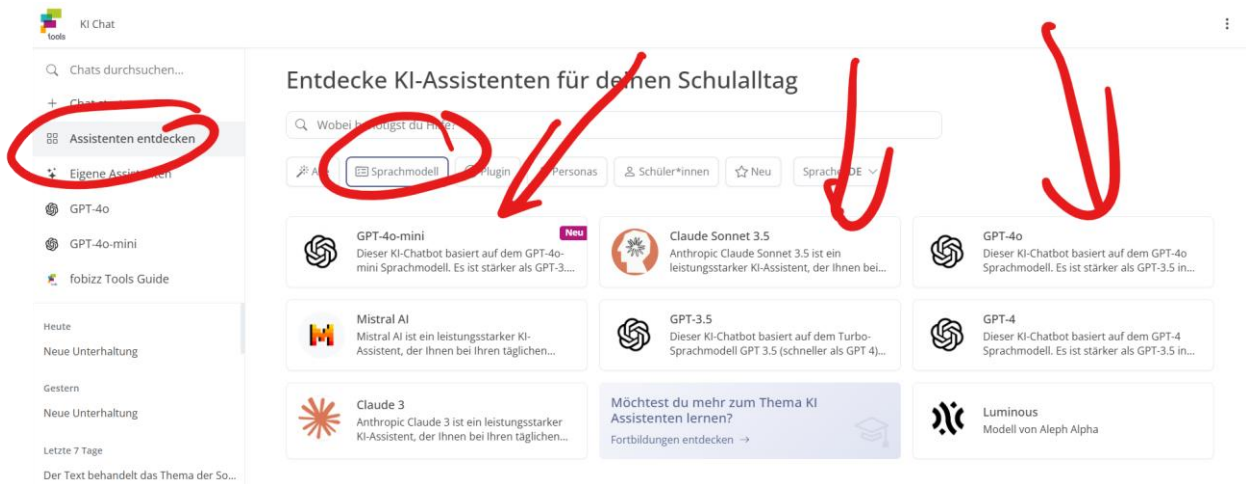 KI Chat
tools
Chats durchsuchen...
Assistenten entdecken
Eigene Assistenten
GPT-4o
GPT-4o-mini
fobizz Tools Guide
Heute
Neue Unterhaltung
Gestern
Neue Unterhaltung
Letzte 7 Tage
Der Text behandelt das Thema der So...
Entdecke KI-Assistenten für deinen Schulalltag
Wobei benötigst du Hilfe?
Alle
Sprachmodell
Plugin
Personas
Schüler*innen
Neu
Sprache: DE
GPT-4o-mini
Neu
Dieser KI-Chatbot basiert auf dem GPT-4o-
mini Sprachmodell. Es ist stärker als GPT-3....
Claude Sonnet 3.5
Anthropic Claude Sonnet 3.5 ist ein
leistungsstarker KI-Assistent, der Ihnen bei...
GPT-4o
Dieser KI-Chatbot basiert auf dem GPT-4o
Sprachmodell. Es ist stärker als GPT-3.5 in...
Mistral AI
Mistral AI ist ein leistungsstarker KI-
Assistent, der Ihnen bei Ihren täglichen...
GPT-3.5
Dieser KI-Chatbot basiert auf dem Turbo-
Sprachmodell GPT 3.5 (schneller als GPT 4)...
GPT-4
Dieser KI-Chatbot basiert auf dem GPT-4
Sprachmodell. Es ist stärker als GPT-3.5 in...
Claude 3
Anthropic Claude 3 ist ein leistungsstarker
KI-Assistent, der Ihnen bei Ihren täglichen...
Möchtest du mehr zum Thema KI
Assistenten lernen?
Fortbildungen entdecken →
Luminous
Modell von Aleph Alpha